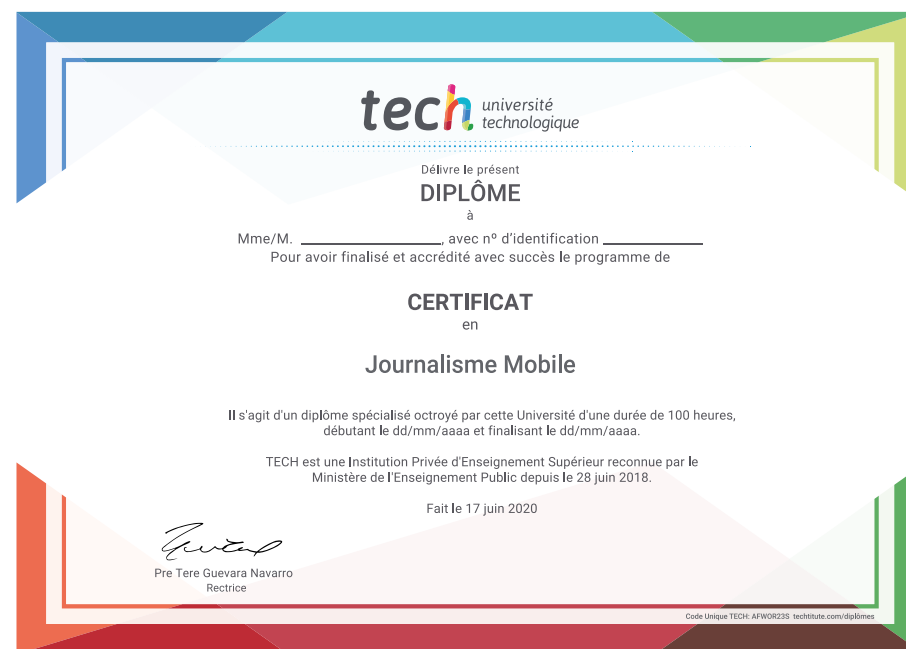 tech université
technologique
Délivre le présent
DIPLÔME
à
Mme/M. ____________________, avec nº d'identification ______________
Pour avoir finalisé et accrédité avec succès le programme de
CERTIFICAT
en
Journalisme Mobile
Il s'agit d'un diplôme spécialisé octroyé par cette Université d'une durée de 100 heures,
débutant le dd/mm/aaaa et finalisant le dd/mm/aaaa.
TECH est une Institution Privée d'Enseignement Supérieur reconnue par le
Ministère de l'Enseignement Public depuis le 28 juin 2018.
Fait le 17 juin 2020
Pre Tere Guevara Navarro
Rectrice
Code Unique TECH: AFWOR23S techtitute.com/diplômes